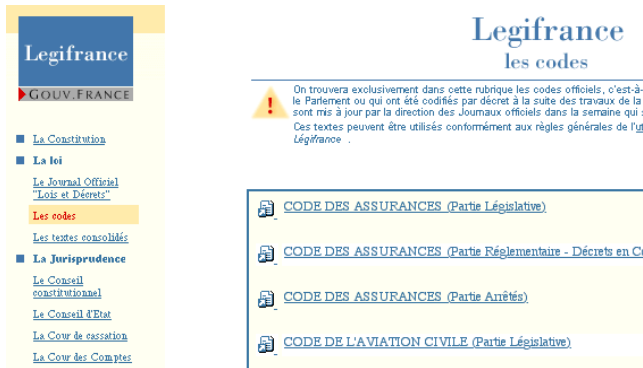 Legifrance
GOUV.FRANCE
La Constitution
La loi
Le Journal Officiel
"Lois et Décrets"
Les codes
Les textes consolidés
La Jurisprudence
Le Conseil
constitutionnel
Le Conseil d'Etat
La Cour de cassation
La Cour des Comptes
Legifrance
les codes
On trouvera exclusivement dans cette rubrique les codes officiels, c'est-à-
le Parlement ou qui ont été codifiés par décret à la suite des travaux de la
sont mis à jour par la direction des Journaux officiels dans la semaine qui
Ces textes peuvent être utilisés conformément aux règles générales de l'
Légifrance .
CODE DES ASSURANCES (Partie Législative)
CODE DES ASSURANCES (Partie Réglementaire - Décrets en
CODE DES ASSURANCES (Partie Arrêtés)
CODE DE L'AVIATION CIVILE (Partie Législative)